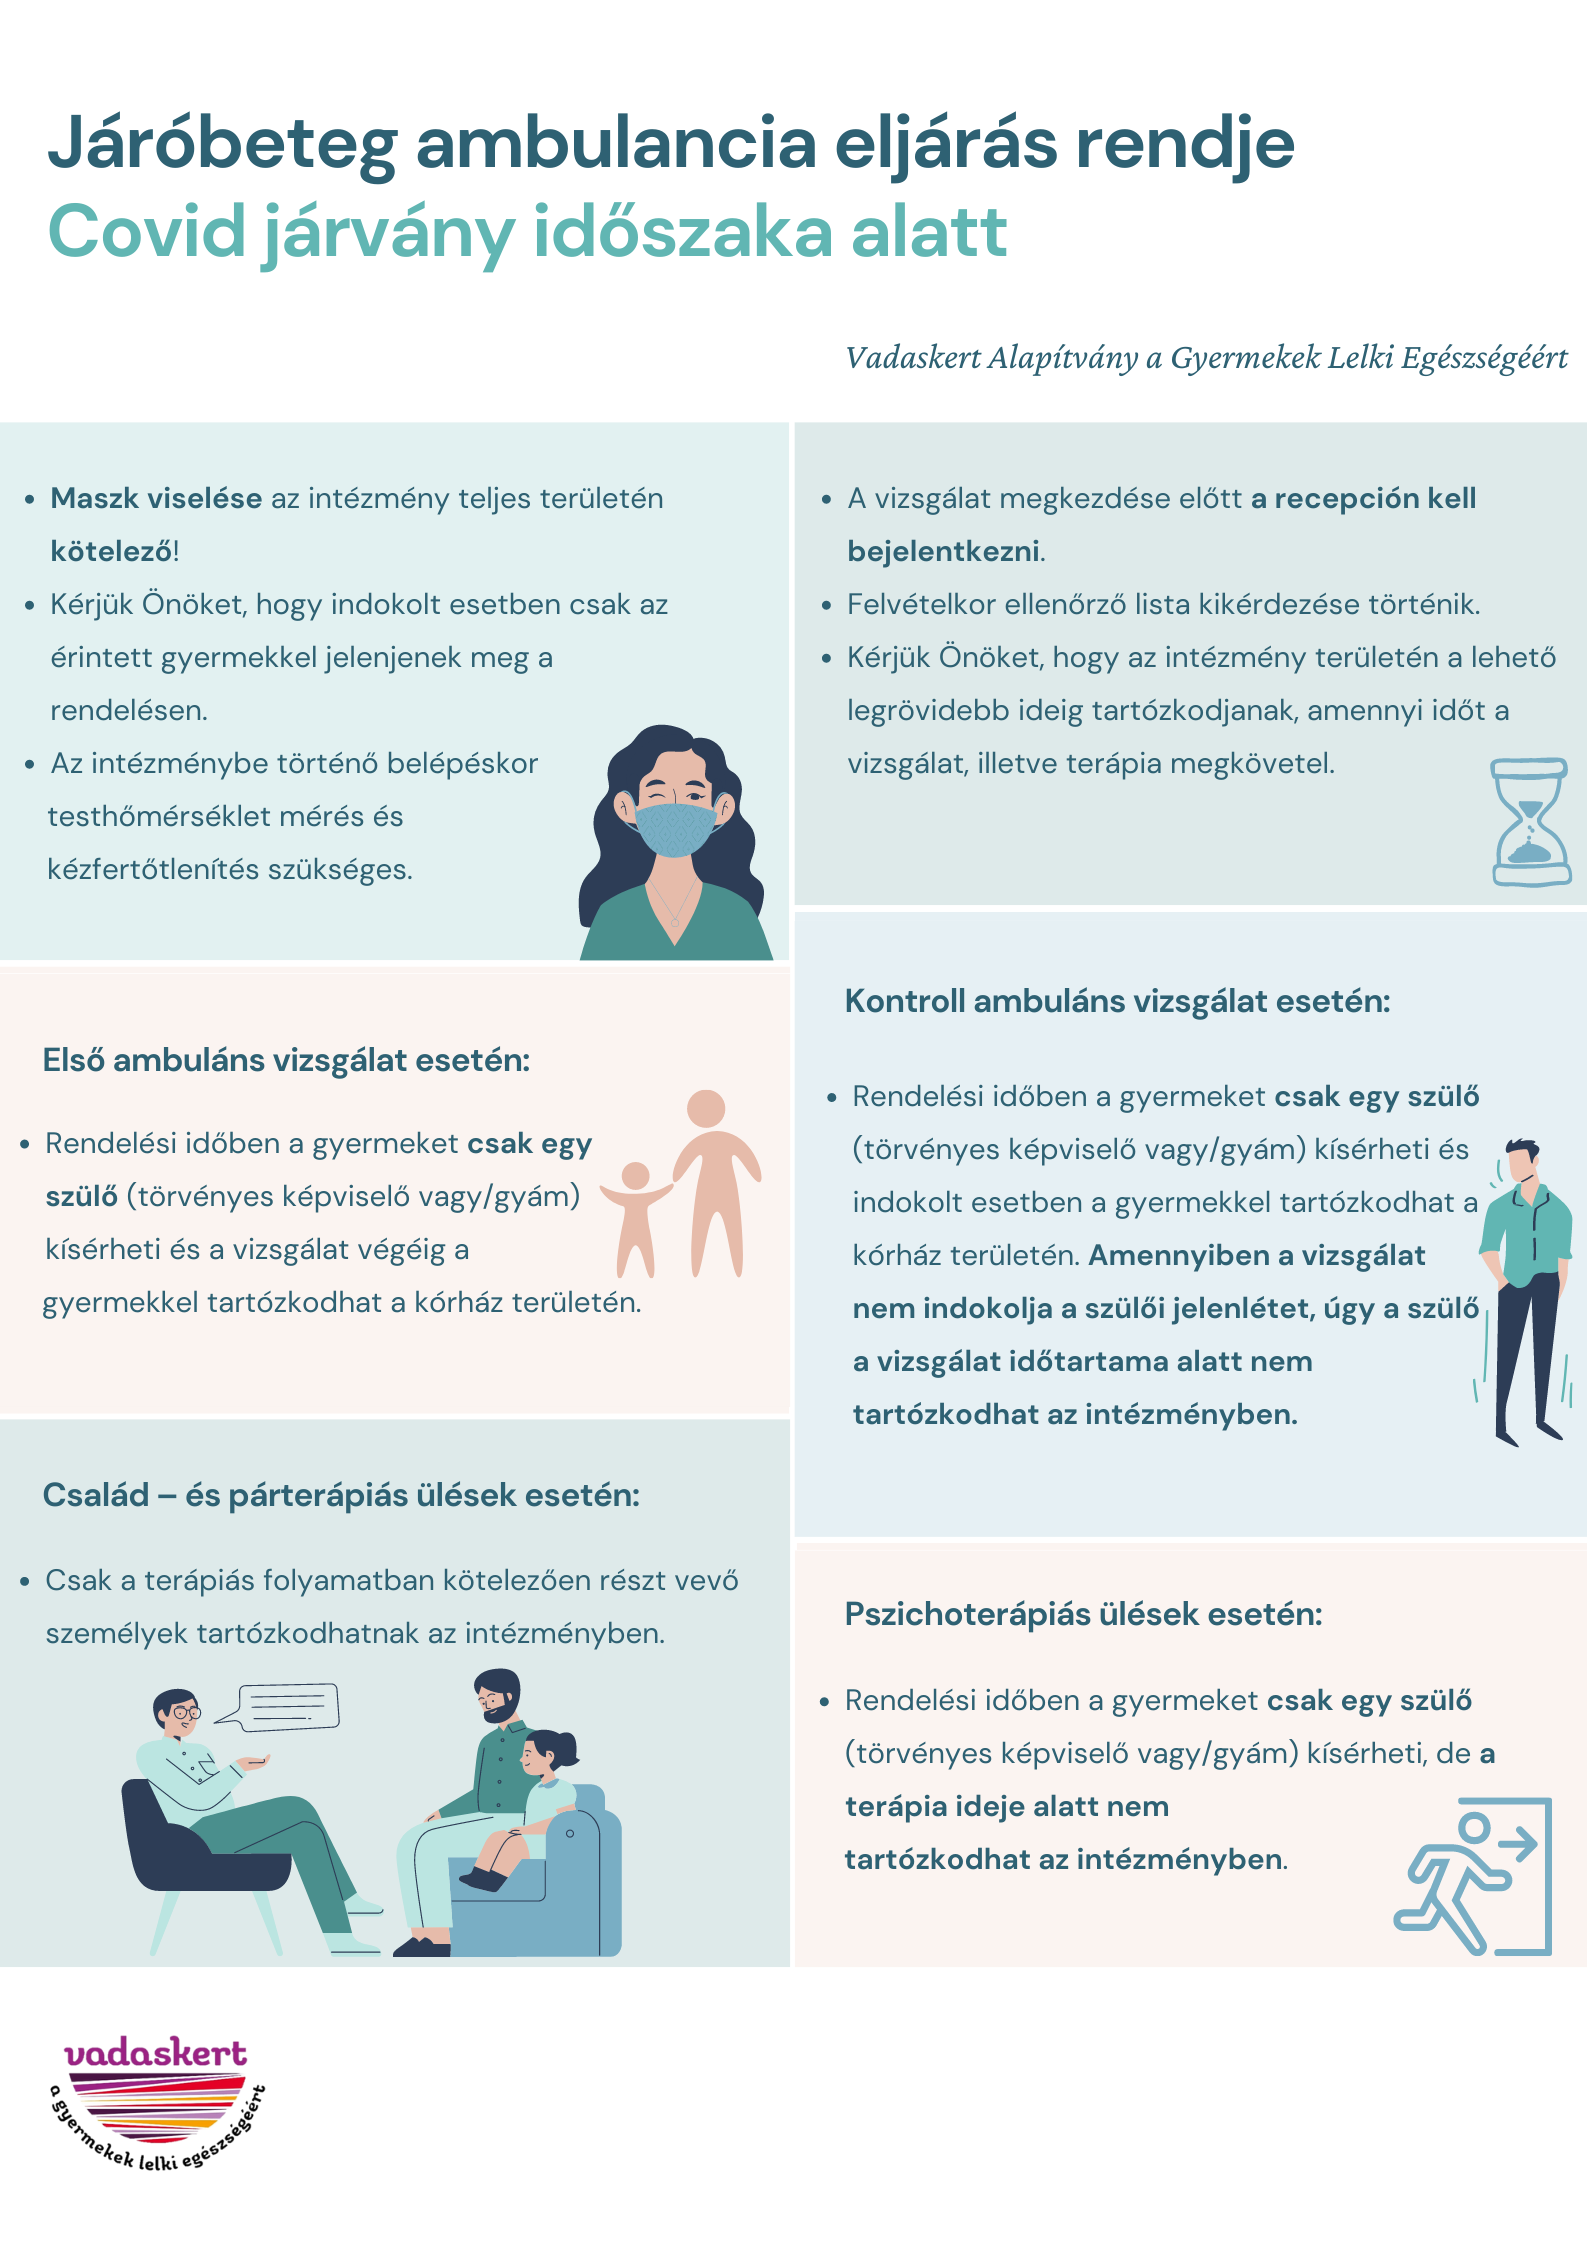 Járóbeteg ambulancia eljárás rendje
Covid járvány időszaka alatt
Vadaskert Alapítvány a Gyermekek Lelki Egészségéért
• Maszk viselése az intézmény teljes területén
kötelező!
• Kérjük Önöket, hogy indokolt esetben csak az
érintett gyermekkel jelenjenek meg a
rendelésen.
• Az intézménybe történő belépéskor
testhőmérséklet mérés és
kézfertőtlenítés szükséges.
• A vizsgálat megkezdése előtt a recepción kell
bejelentkezni.
• Felvételkor ellenőrző lista kikérdezése történik.
• Kérjük Önöket, hogy az intézmény területén a lehető
legrövidebb ideig tartózkodjanak, amennyi időt a
vizsgálat, illetve terápia megkövetel.
Első ambuláns vizsgálat esetén:
• Rendelési időben a gyermeket csak egy
szülő (törvényes képviselő vagy/gyám)
kísérheti és a vizsgálat végéig a
gyermekkel tartózkodhat a kórház területén.
Kontroll ambuláns vizsgálat esetén:
• Rendelési időben a gyermeket csak egy szülő
(törvényes képviselő vagy/gyám) kísérheti és
indokolt esetben a gyermekkel tartózkodhat a
kórház területén. Amennyiben a vizsgálat
nem indokolja a szülői jelenlétet, úgy a szülő
a vizsgálat időtartama alatt nem
tartózkodhat az intézményben.
Család – és párterápiás ülések esetén:
• Csak a terápiás folyamatban kötelezően részt vevő
személyek tartózkodhatnak az intézményben.
Pszichoterápiás ülések esetén:
• Rendelési időben a gyermeket csak egy szülő
(törvényes képviselő vagy/gyám) kísérheti, de a
terápia ideje alatt nem
tartózkodhat az intézményben.
vadaskert
a gyermekek lelki egészségéért